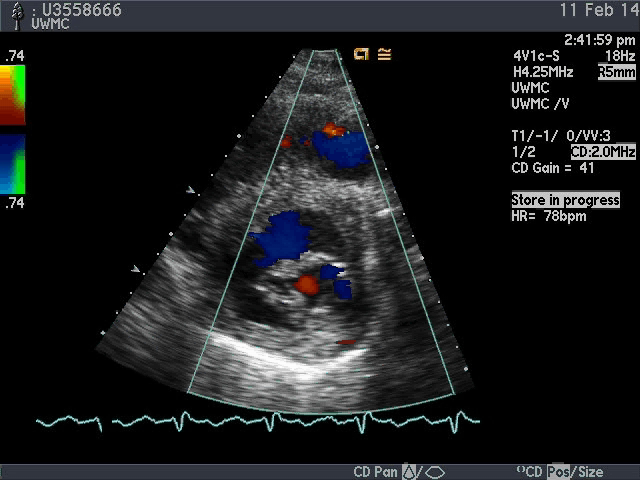 : U3558666
UWMC
11 Feb 14
2:41:59 pm
4V1c-S 18Hz
H4.25MHz R5mm
UWMC
UWMC /V
T1/-1/ 0/VV:3
1/2 CD:2.0MHz
CD Gain = 41
Store in progress
HR= 78bpm
.74
.74
CD Pan /
CD Pos/Size